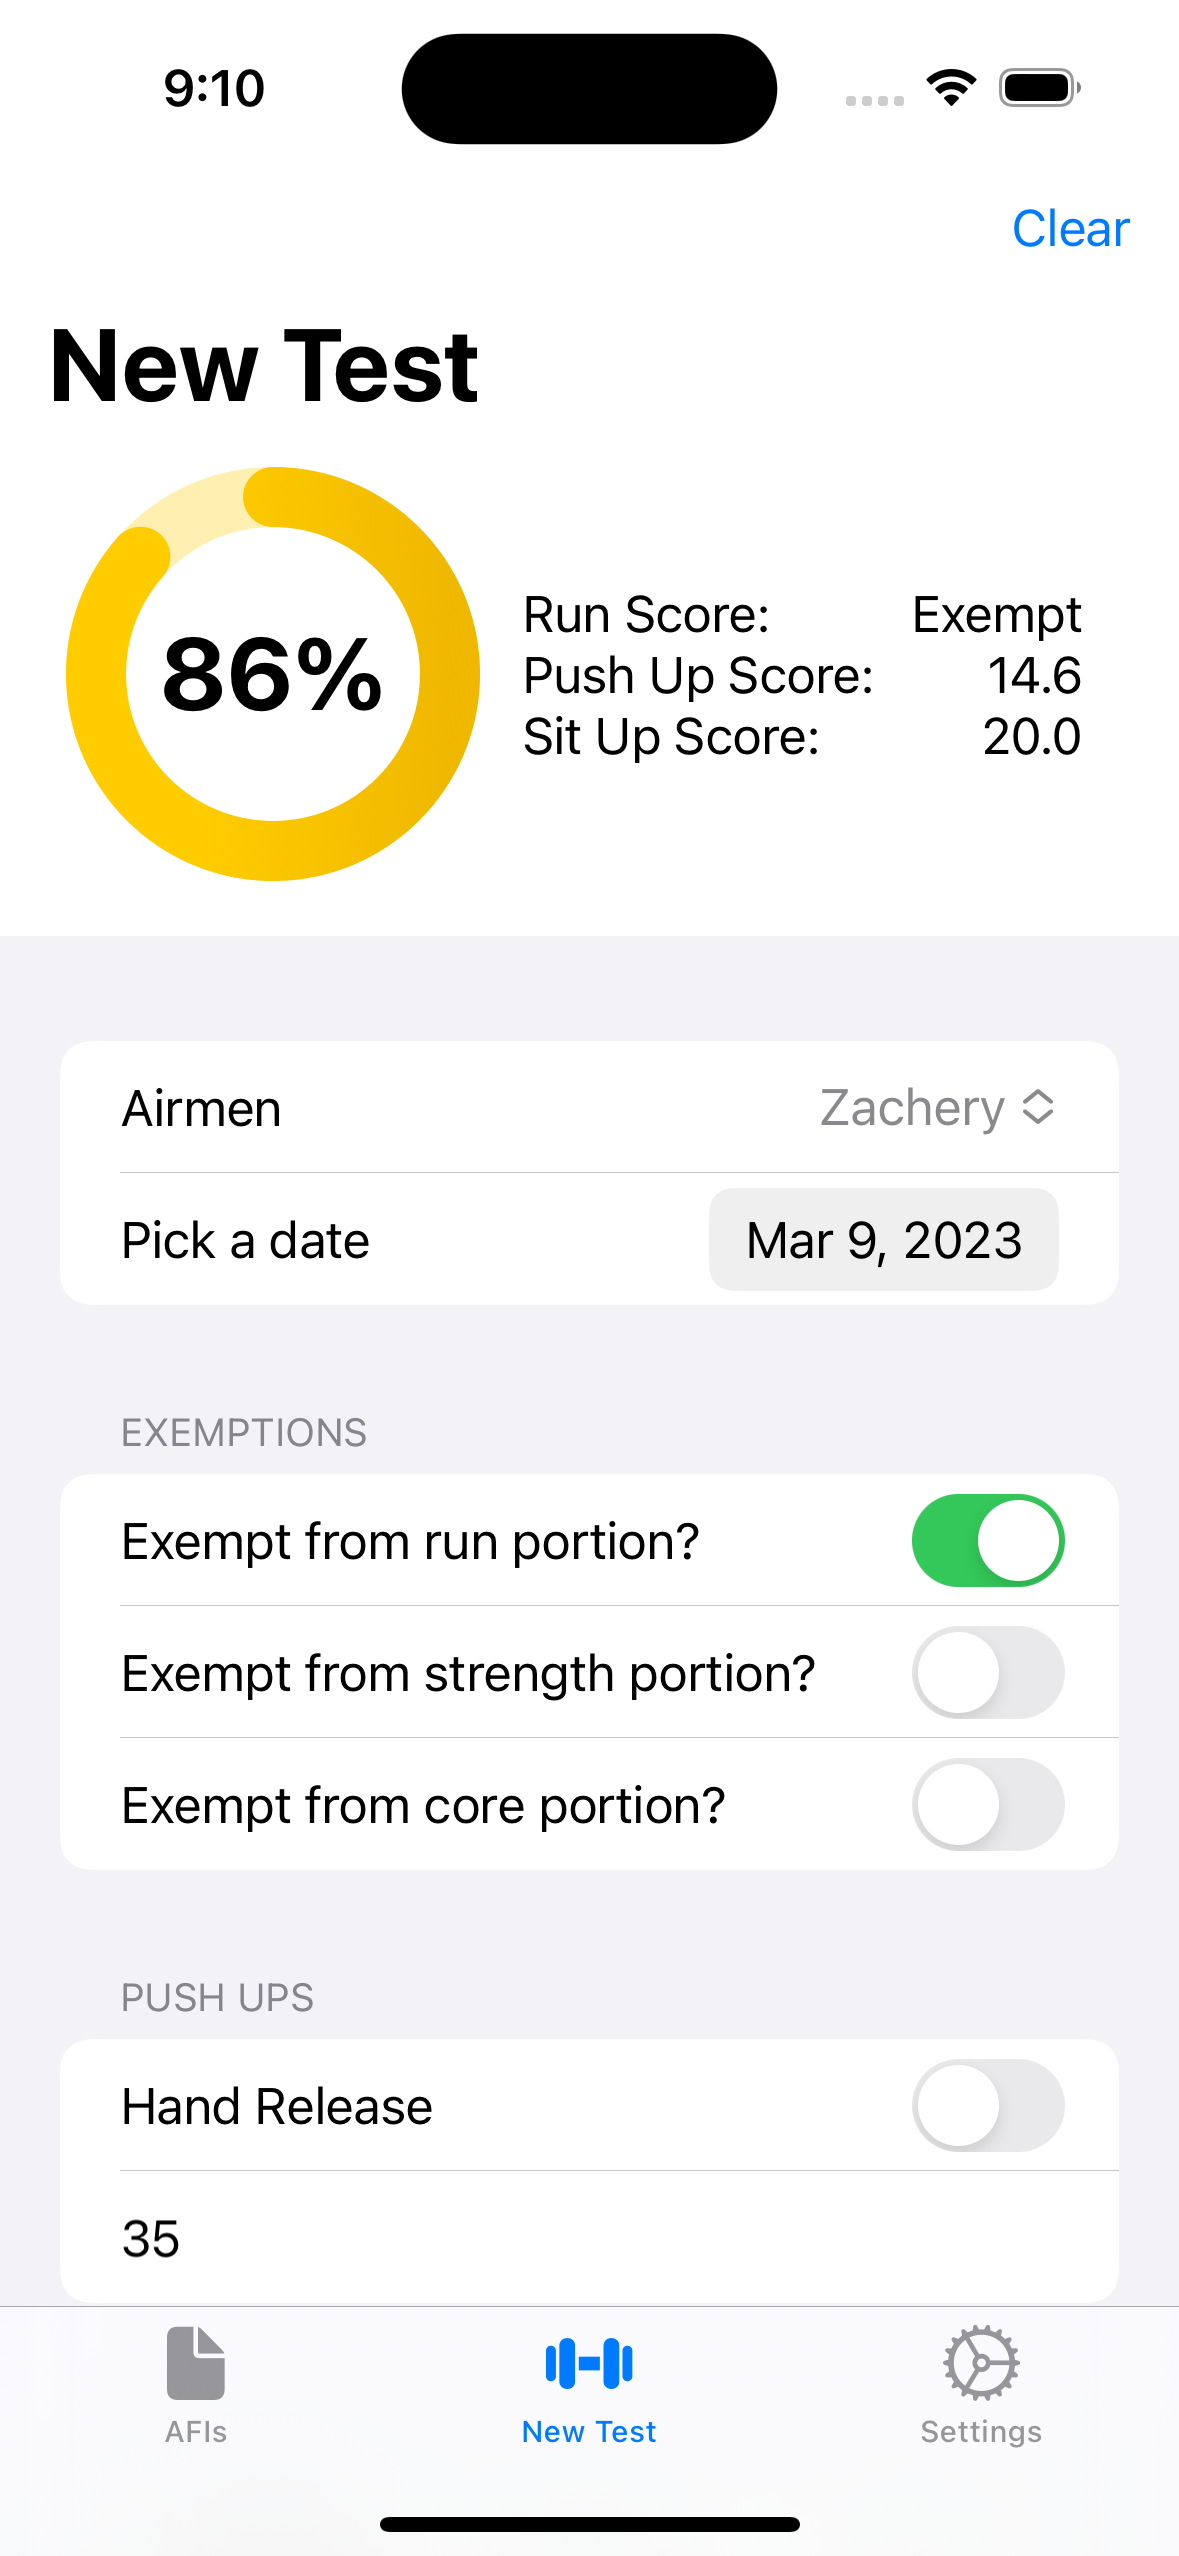 9:10
Clear
New Test
86%
Run Score: Exempt
Push Up Score: 14.6
Sit Up Score: 20.0
Airmen Zachery
Pick a date Mar 9, 2023
EXEMPTIONS
Exempt from run portion?
Exempt from strength portion?
Exempt from core portion?
PUSH UPS
Hand Release
35
AFIs New Test Settings